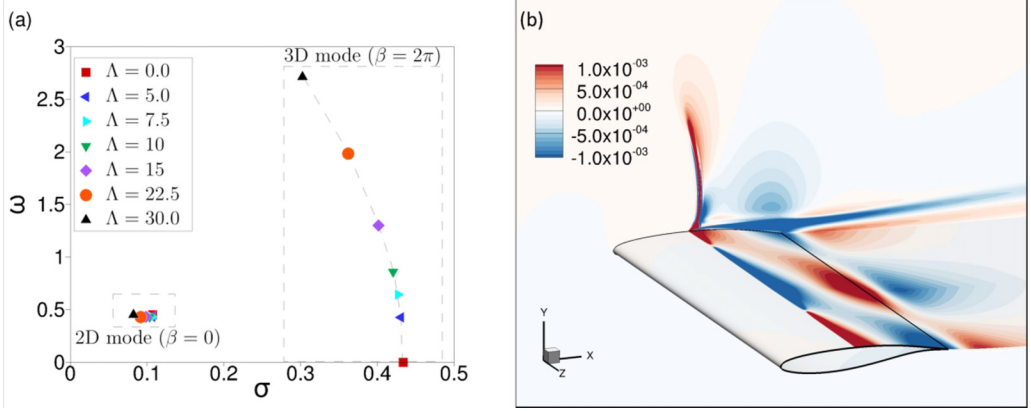 (a)
3
2.5
2
1.5
1
0.5
0
ω
Λ = 0.0
Λ = 5.0
Λ = 7.5
Λ = 10
Λ = 15
Λ = 22.5
Λ = 30.0
3D mode (β = 2π)
2D mode (β = 0)
0 0.1 0.2 0.3 0.4 0.5
σ
(b)
1.0x10⁻⁰³
5.0x10⁻⁰⁴
0.0x10⁺⁰⁰
-5.0x10⁻⁰⁴
-1.0x10⁻⁰³
Y
X
Z